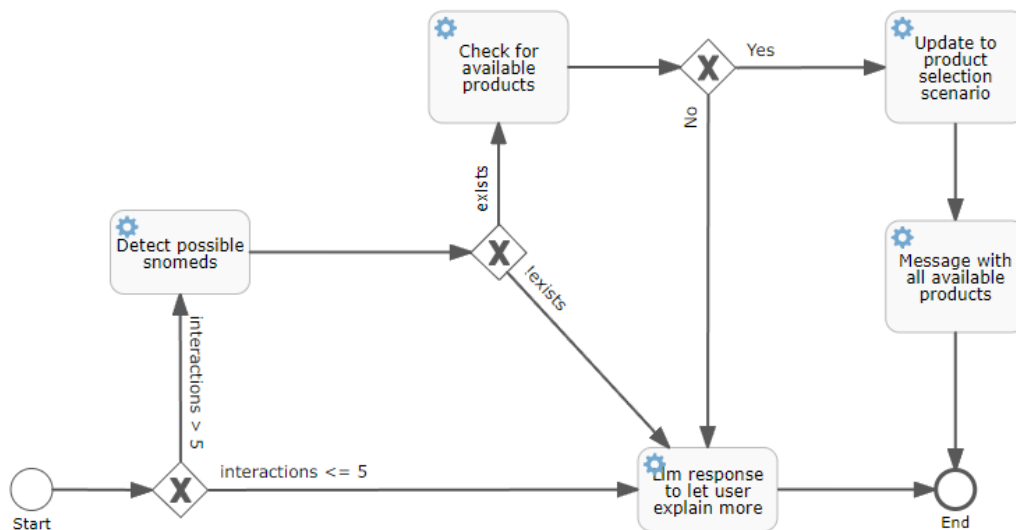 Check for
available
products
Yes
Update to
product
selection
scenario
No
exists
Detect possible
snomeds
!exists
Message with
all available
products
interactions > 5
interactions <= 5
Llm response
to let user
explain more
Start
End